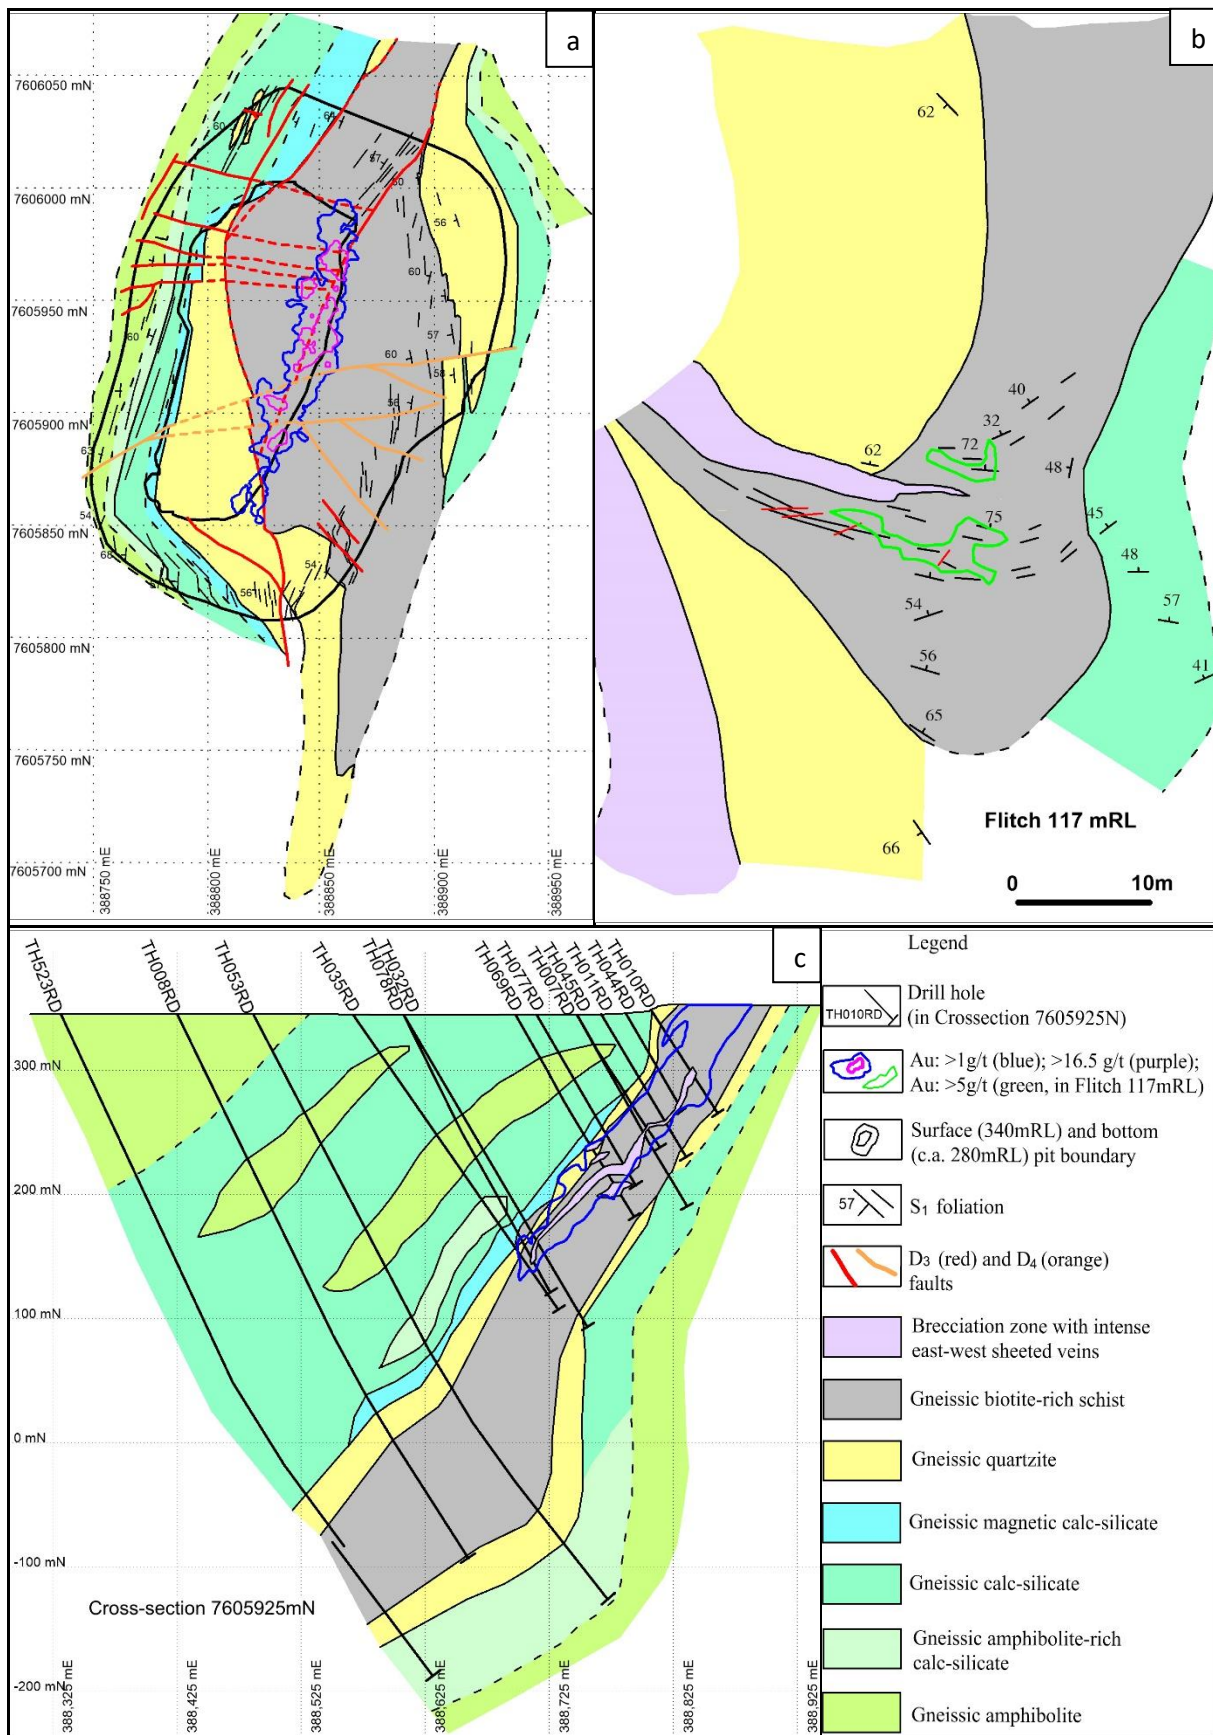 a
7606050 mN
7606000 mN
7605950 mN
7605900 mN
7605850 mN
7605800 mN
7605750 mN
7605700 mN
388750 mE
388800 mE
388850 mE
388900 mE
388950 mE
60
64
57
60
56
60
57
60
58
56
60
63
54
68
56
54
b
62
40
32
72
62
48
75
45
48
54
57
56
41
65
66
Flitch 117 mRL
0 10m
c
TH523RD
TH008RD
TH053RD
TH035RD
TH078RD
TH032RD
TH069RD
TH077RD
TH007RD
TH045RD
TH011RD
TH044RD
TH010RD
300 mN
200 mN
100 mN
0 mN
-100 mN
-200 mN
Cross-section 7605925mN
388,325 mE
388,425 mE
388,525 mE
388,625 mE
388,725 mE
388,825 mE
388,925 mE
Legend
TH010RD
Drill hole
(in Crossection 7605925N)
Au: >1g/t (blue); >16.5 g/t (purple);
Au: >5g/t (green, in Flitch 117mRL)
Surface (340mRL) and bottom
(c.a. 280mRL) pit boundary
57
S₁ foliation
D₃ (red) and D₄ (orange)
faults
Brecciation zone with intense
east-west sheeted veins
Gneissic biotite-rich schist
Gneissic quartzite
Gneissic magnetic calc-silicate
Gneissic calc-silicate
Gneissic amphibolite-rich
calc-silicate
Gneissic amphibolite